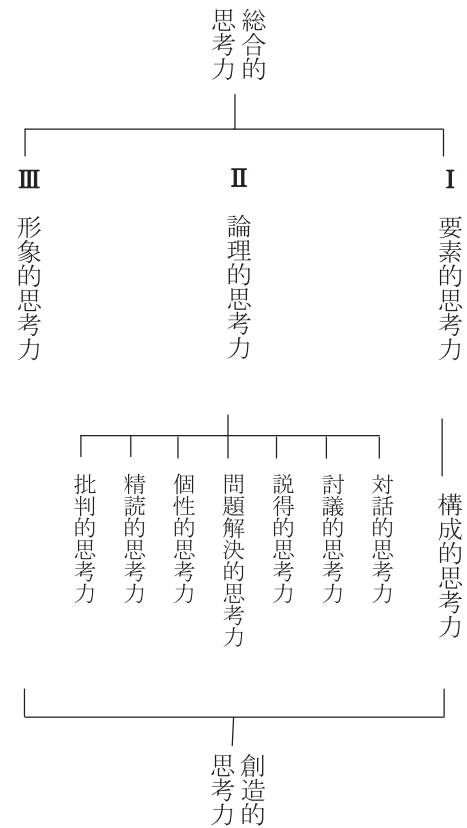 総合的
思考力
Ⅰ 要素的思考力
Ⅱ 論理的思考力
Ⅲ 形象的思考力
構成的思考力
対話的思考力
討議的思考力
説得的思考力
問題解決的思考力
個性的思考力
精読的思考力
批判的思考力
創造的
思考力